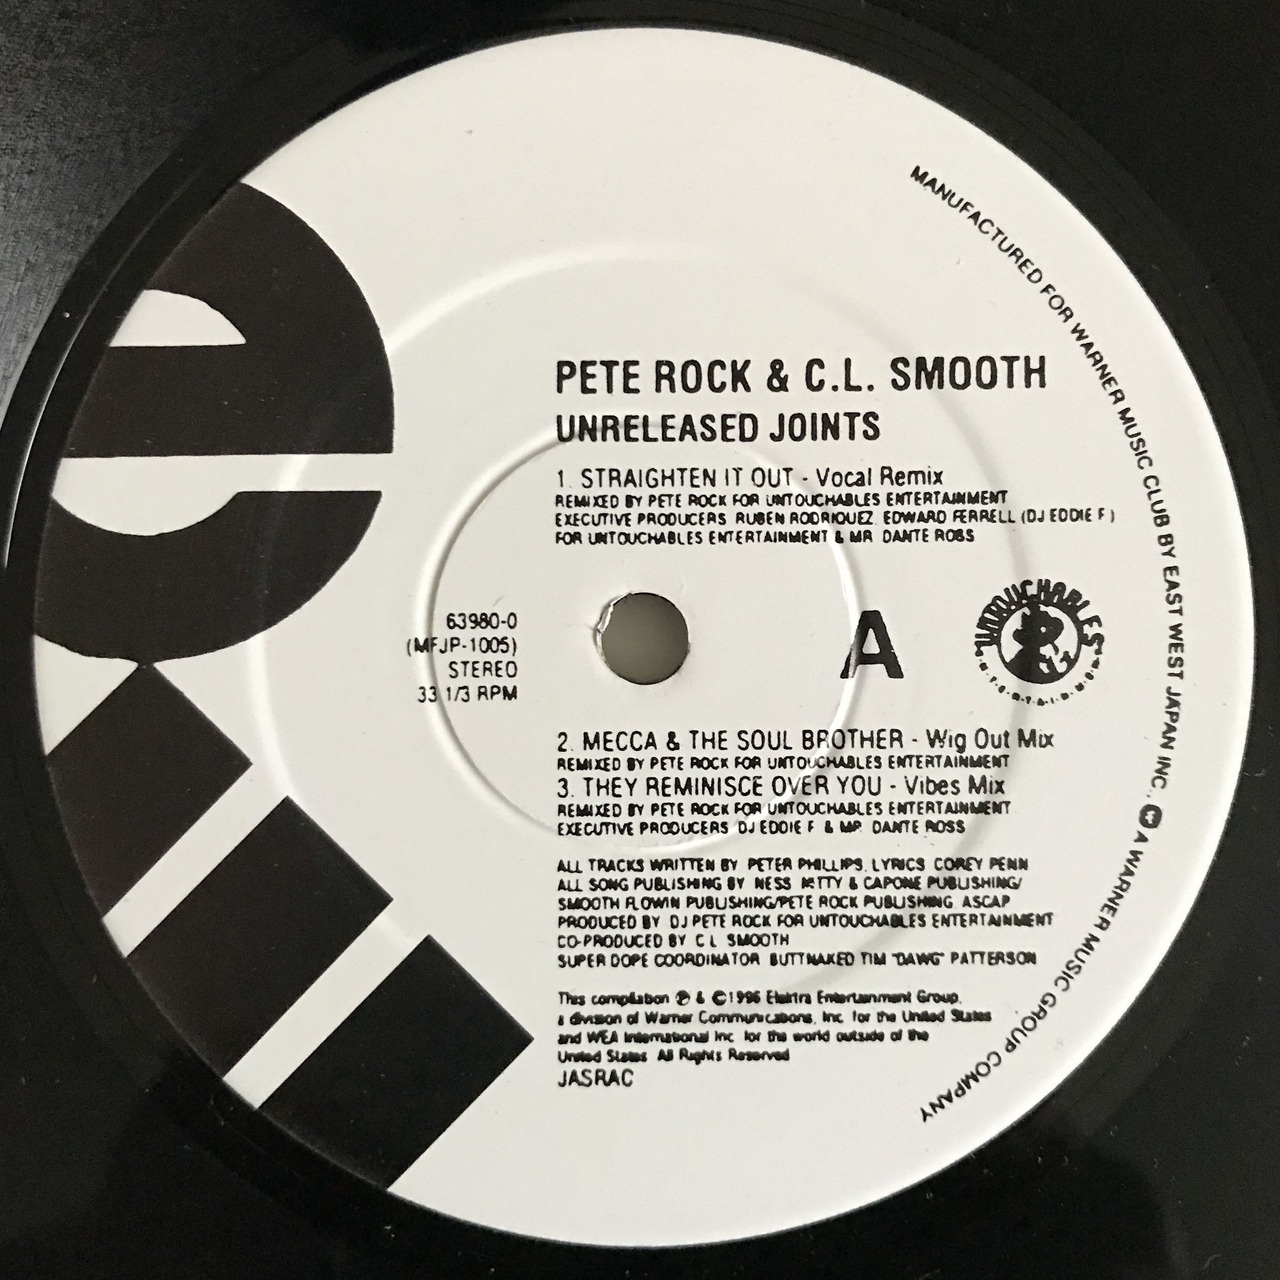 MANUFACTURED FOR WARNER MUSIC CLUB BY EAST WEST JAPAN INC., A WARNER MUSIC GROUP COMPANY
PETE ROCK & C.L. SMOOTH
UNRELEASED JOINTS
1. STRAIGHTEN IT OUT - Vocal Remix
REMIXED BY PETE ROCK FOR UNTOUCHABLES ENTERTAINMENT
EXECUTIVE PRODUCERS RUBEN RODRIQUEZ EDWARD FERRELL (DJ EDDIE F)
FOR UNTOUCHABLES ENTERTAINMENT & MR. DANTE ROSS
63980-0
(MFJP-1005)
STEREO
33 1/3 RPM
A
UNTOUCHABLES
ENTERTAINMENT
2. MECCA & THE SOUL BROTHER - Wig Out Mix
REMIXED BY PETE ROCK FOR UNTOUCHABLES ENTERTAINMENT
3. THEY REMINISCE OVER YOU - Vibes Mix
REMIXED BY PETE ROCK FOR UNTOUCHABLES ENTERTAINMENT
EXECUTIVE PRODUCERS DJ EDDIE F & MR. DANTE ROSS
ALL TRACKS WRITTEN BY PETER PHILLIPS, LYRICS COREY PENN
ALL SONG PUBLISHING BY NESS NITTY & CAPONE PUBLISHING/
SMOOTH FLOWIN PUBLISHING/PETE ROCK PUBLISHING ASCAP
PRODUCED BY DJ PETE ROCK FOR UNTOUCHABLES ENTERTAINMENT
CO-PRODUCED BY C L SMOOTH
SUPER DOPE COORDINATOR BUTTNAKED TIM "DAWG" PATTERSON
This compilation ℗ & ©1996 Elektra Entertainment Group,
a division of Warner Communications, Inc. for the United States
and WEA International Inc. for the world outside of the
United States All Rights Reserved
JASRAC